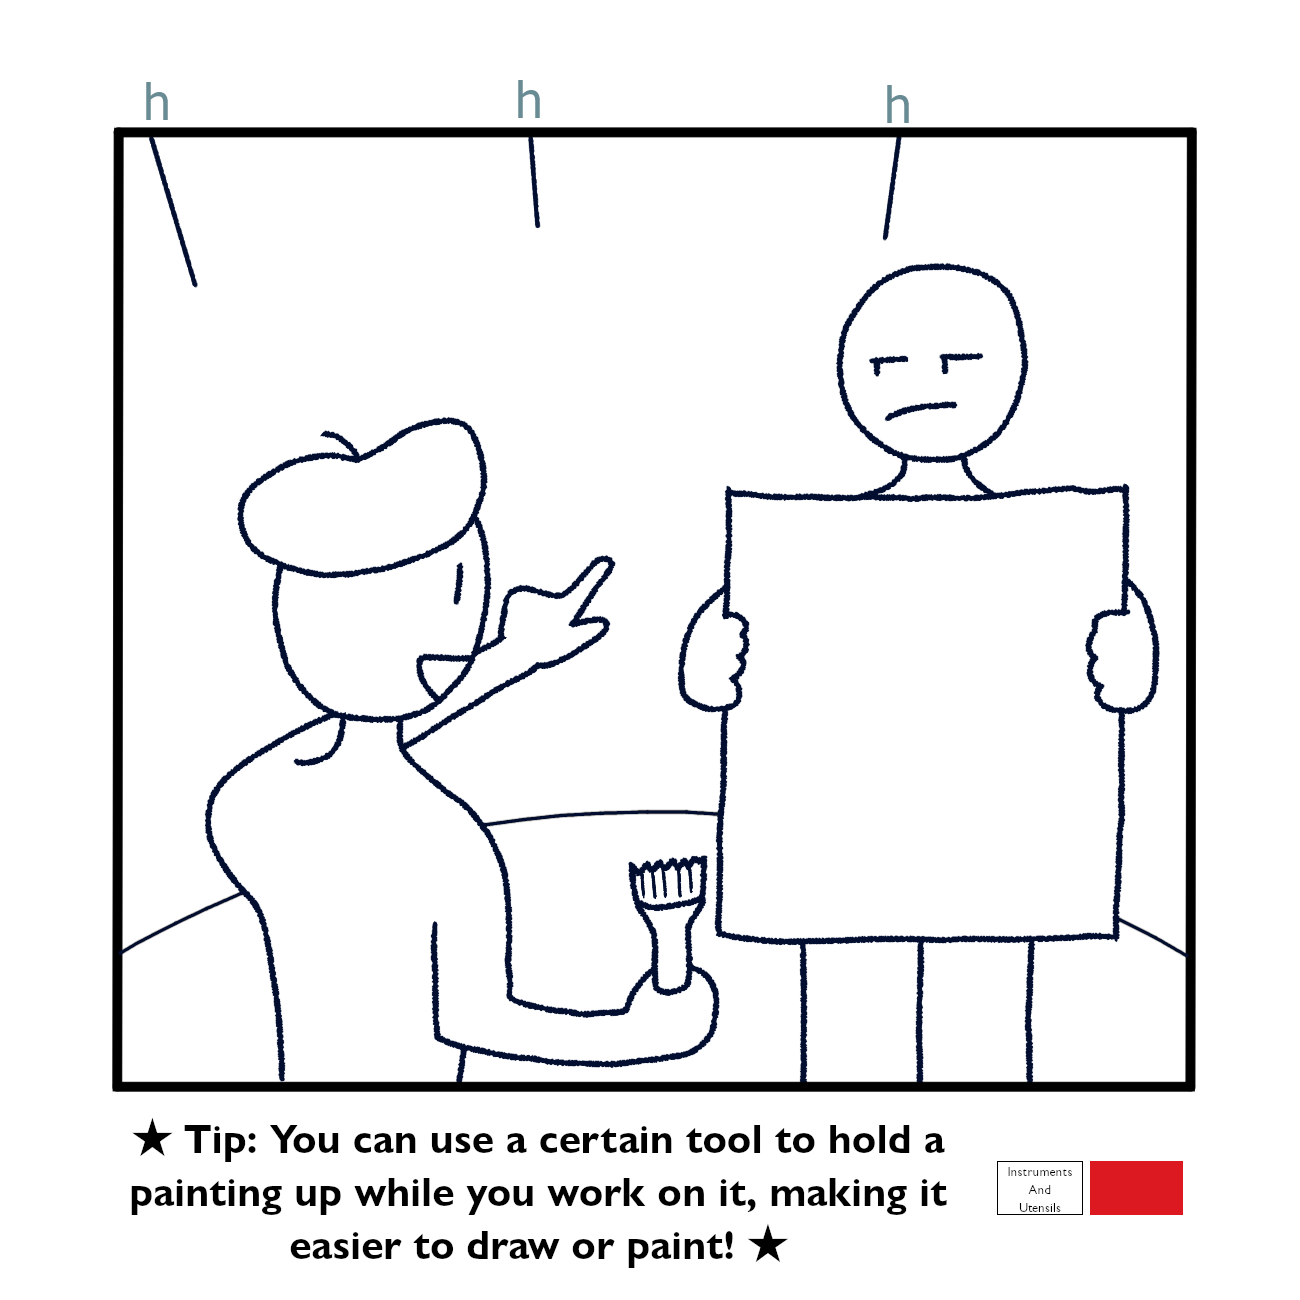 h h h
★ Tip: You can use a certain tool to hold a
painting up while you work on it, making it
easier to draw or paint! ★
Instruments
And
Utensils